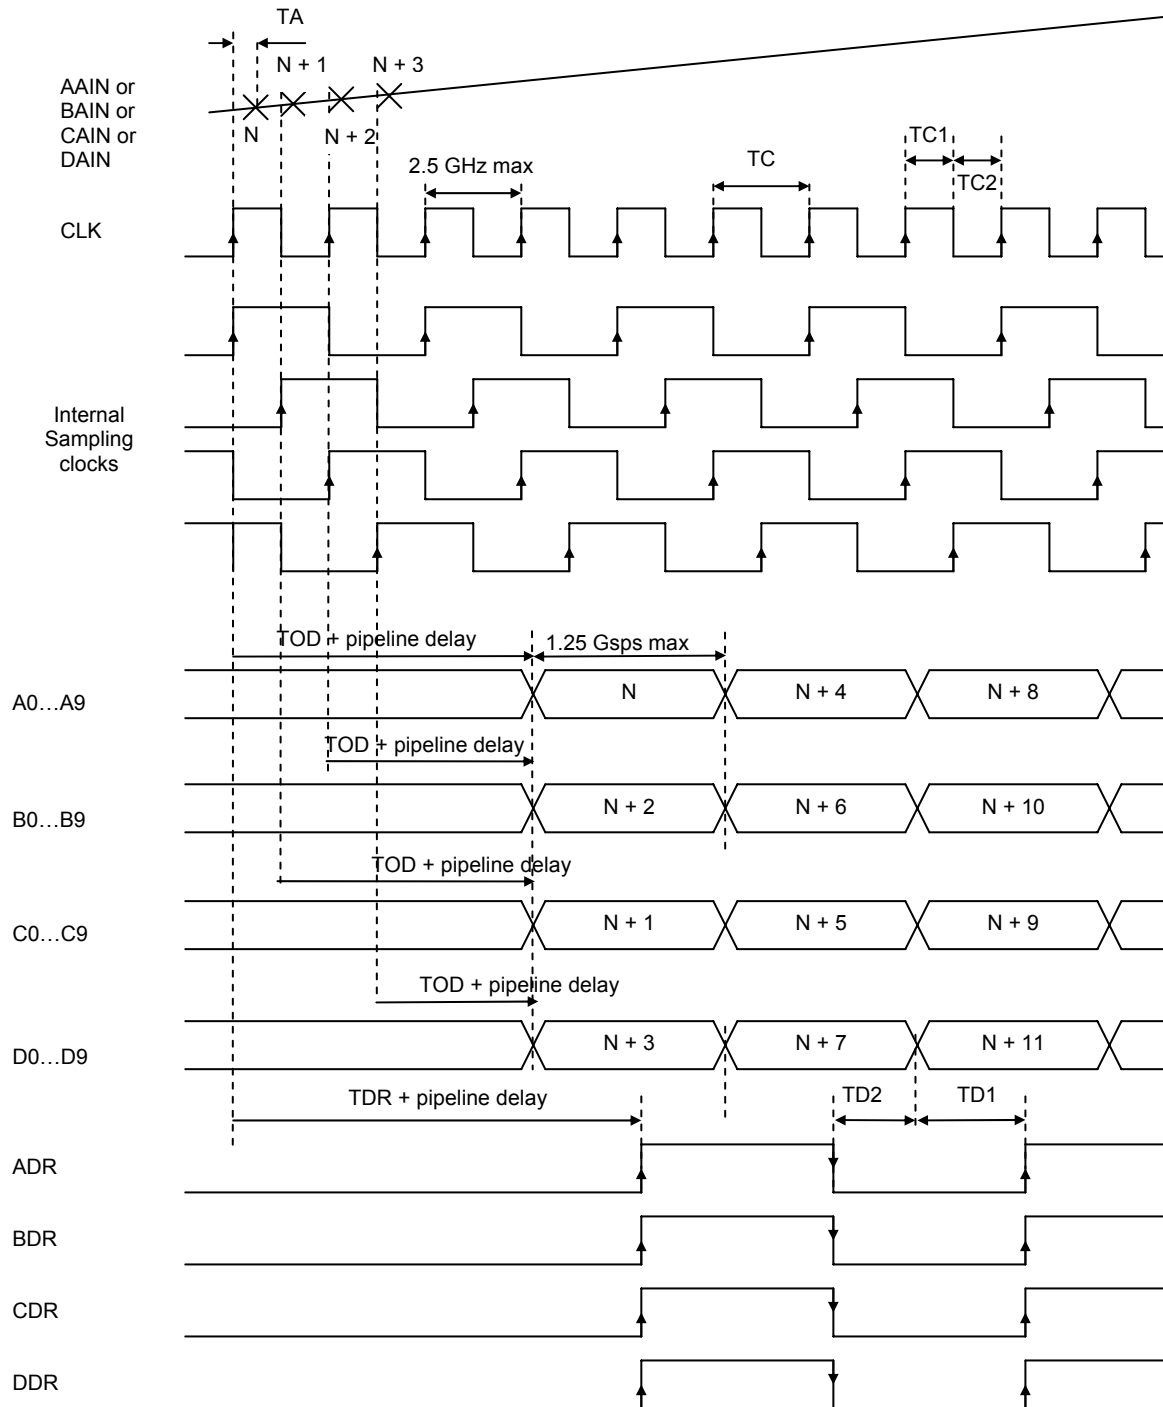 TA
N + 1
N + 3
AAIN or
BAIN or
CAIN or
DAIN
N
N + 2
TC1
2.5 GHz max
TC
TC2
CLK
Internal
Sampling
clocks
TOD + pipeline delay
1.25 Gsps max
A0…A9
N
N + 4
N + 8
TOD + pipeline delay
B0…B9
N + 2
N + 6
N + 10
TOD + pipeline delay
C0…C9
N + 1
N + 5
N + 9
TOD + pipeline delay
D0…D9
N + 3
N + 7
N + 11
TDR + pipeline delay
TD2
TD1
ADR
BDR
CDR
DDR